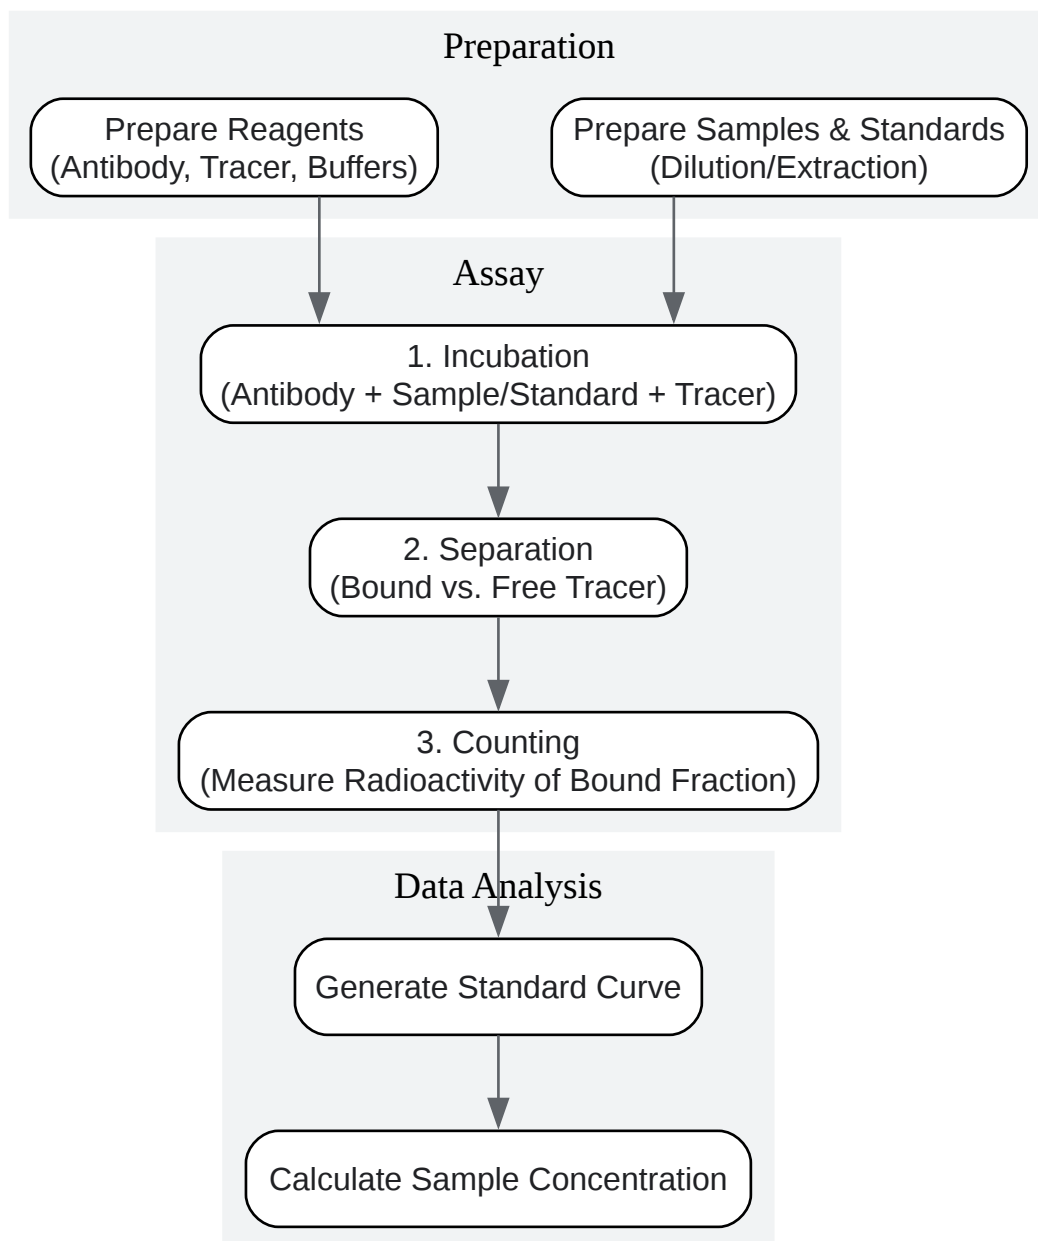 Preparation
Prepare Reagents
(Antibody, Tracer, Buffers)
Prepare Samples & Standards
(Dilution/Extraction)
Assay
1. Incubation
(Antibody + Sample/Standard + Tracer)
2. Separation
(Bound vs. Free Tracer)
3. Counting
(Measure Radioactivity of Bound Fraction)
Data Analysis
Generate Standard Curve
Calculate Sample Concentration